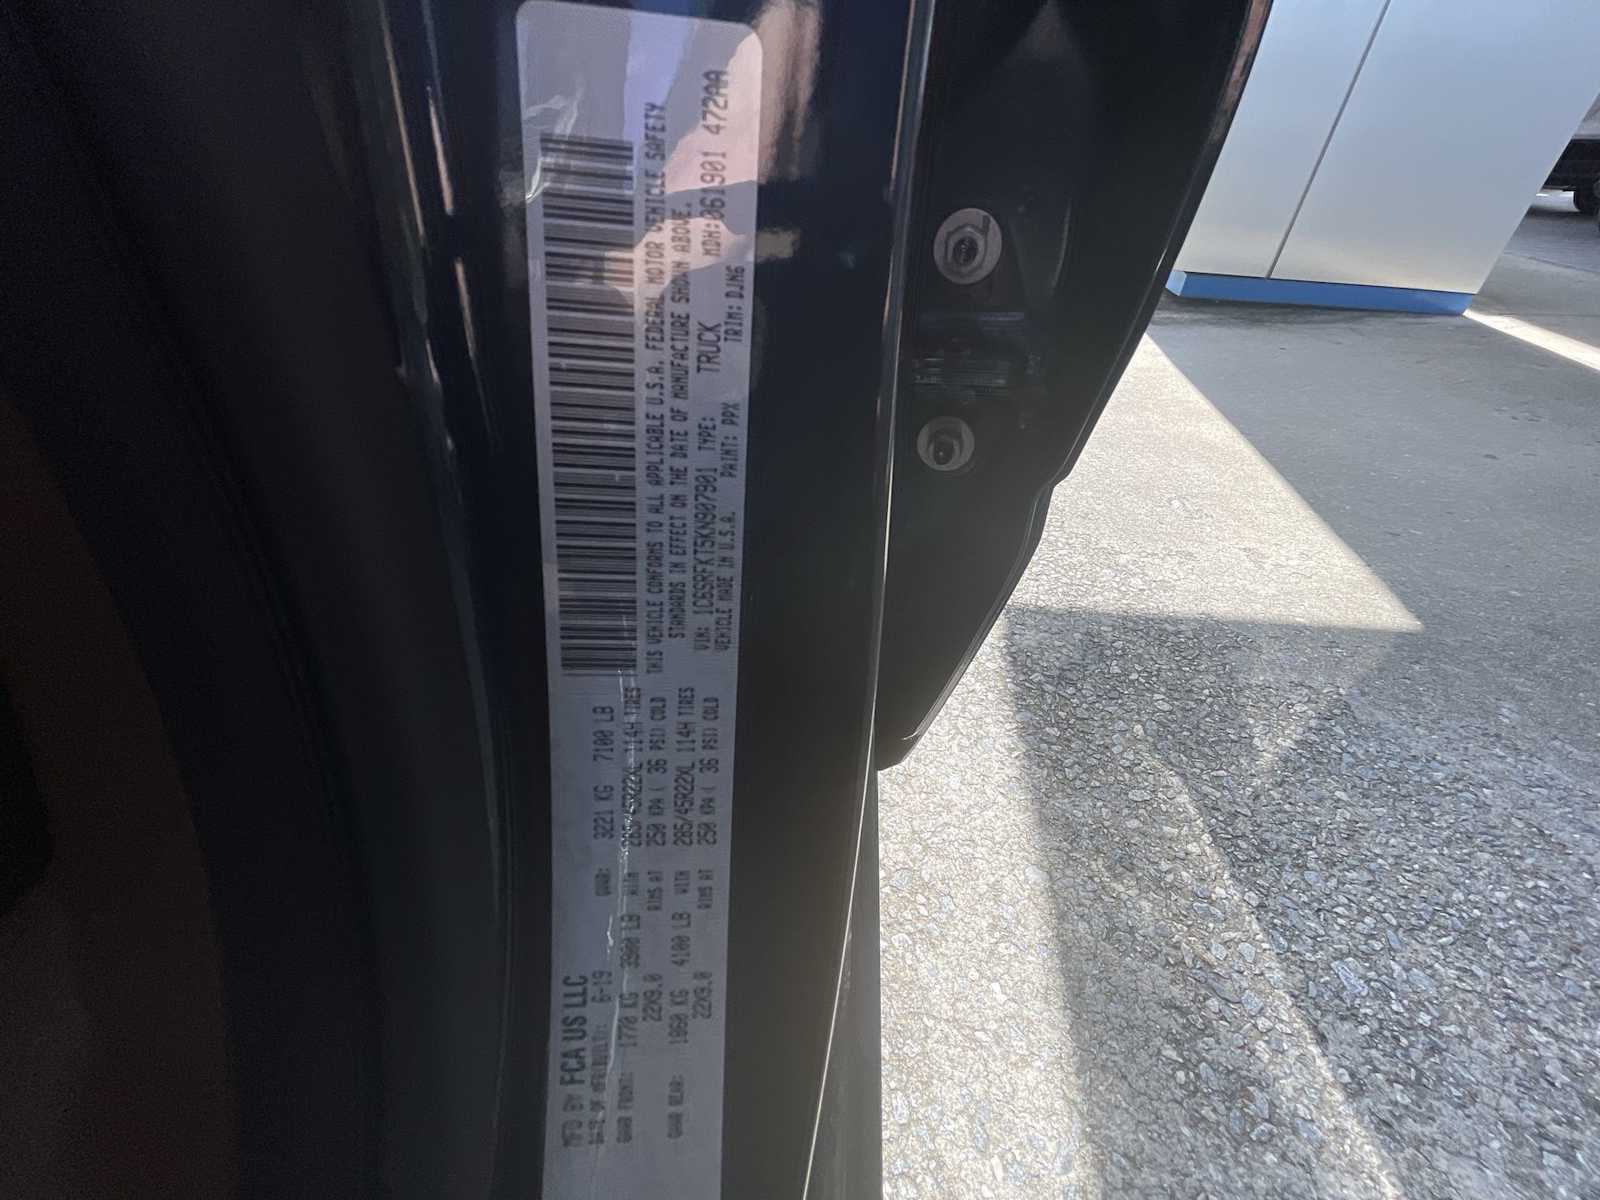 MFD BY FCA US LLC
DATE OF MFR/BUILT: 6-19 GVWR: 3221 KG 7100 LB
GAWR FRONT: 1770 KG 3900 LB WITH 285/45R22XL 114H TIRES
22X9.0 RIMS AT 250 KPA ( 36 PSI) COLD
GAWR REAR: 1860 KG 4100 LB WITH 285/45R22XL 114H TIRES
22X9.0 RIMS AT 250 KPA ( 36 PSI) COLD
THIS VEHICLE CONFORMS TO ALL APPLICABLE U.S.A. FEDERAL MOTOR VEHICLE SAFETY
STANDARDS IN EFFECT ON THE DATE OF MANUFACTURE SHOWN ABOVE.
VIN: 1C6SRFKT5KN907901 TYPE: TRUCK MDH:061901 472AA
VEHICLE MADE IN U.S.A. PAINT: PPX TRIM: DJM6